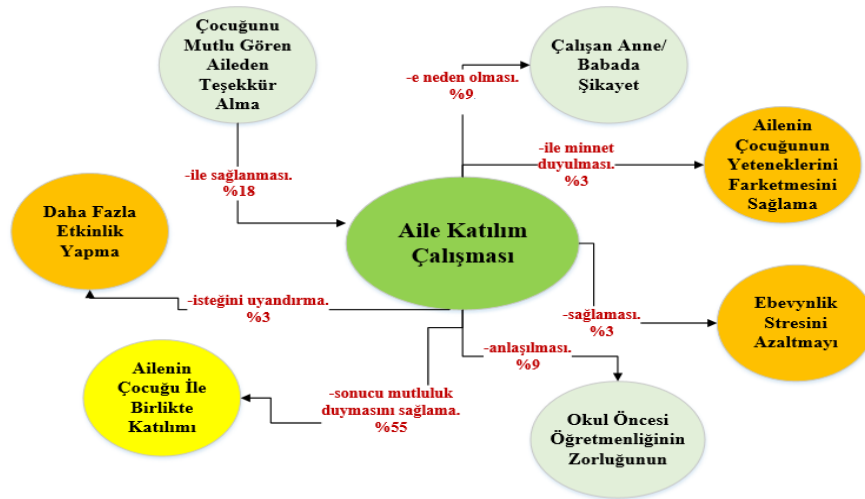 Çocuğunu
Mutlu Gören
Aileden
Teşekkür
Alma
Çalışan Anne/
Babada
Şikayet
-e neden olması.
%9
Ailenin
Çocuğunun
Yeteneklerini
Farketmesini
Sağlama
-ile minnet
duyulması.
%3
-ile sağlanması.
%18
Daha Fazla
Etkinlik
Yapma
Aile Katılım
Çalışması
-isteğini uyandırma.
%3
-sağlaması.
%3
Ebevynlik
Stresini
Azaltmayı
-anlaşılması.
%9
Ailenin
Çocuğu İle
Birlikte
Katılımı
-sonucu mutluluk
duymasını sağlama.
%55
Okul Öncesi
Öğretmenliğinin
Zorluğunun